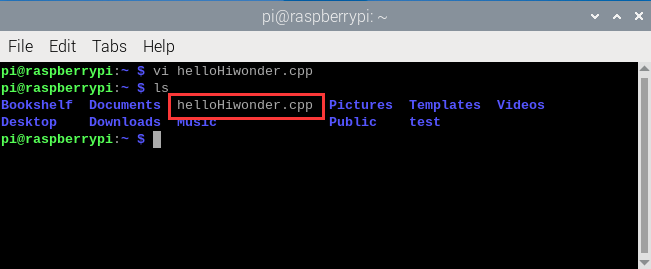 pi@raspberrypi: ~
File Edit Tabs Help
pi@raspberrypi:~ $ vi helloHiwonder.cpp
pi@raspberrypi:~ $ ls
Bookshelf Documents helloHiwonder.cpp Pictures Templates Videos
Desktop Downloads Music Public test
pi@raspberrypi:~ $